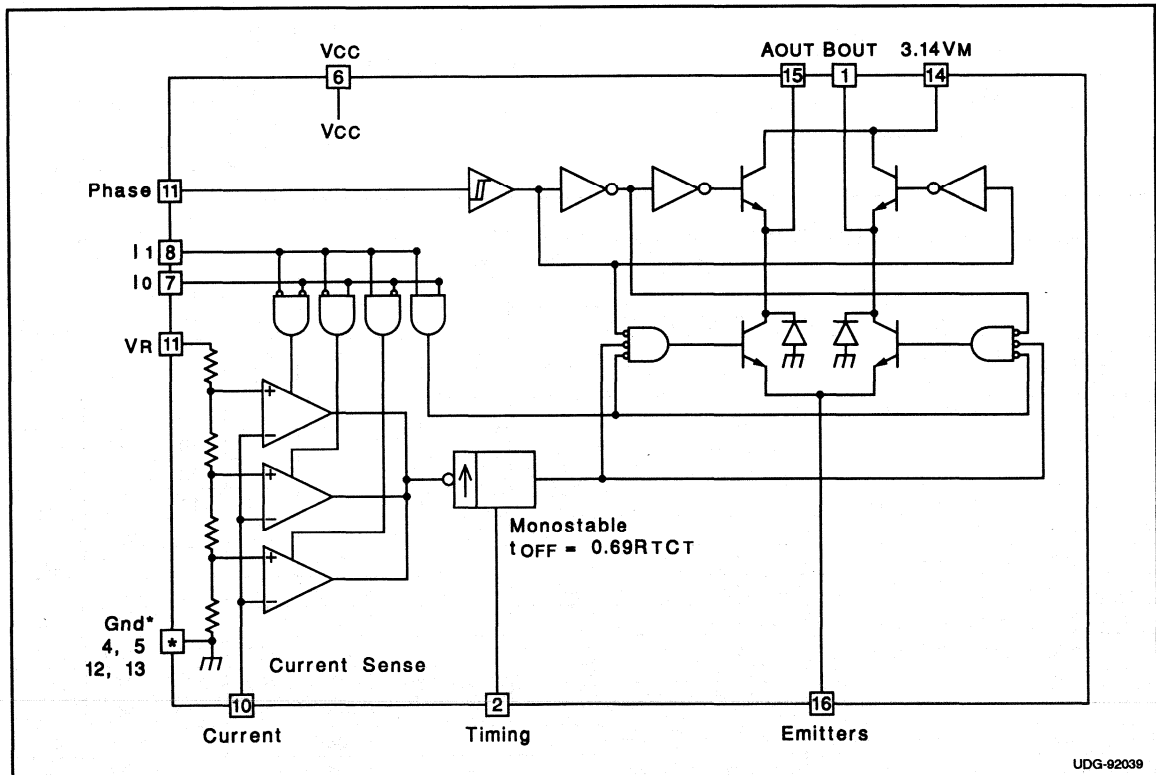 VCC
6
VCC
AOUT BOUT 3.14VM
15
1
14
Phase 11
I1 8
I0 7
VR 11
+
−
+
−
+
−
Monostable
tOFF = 0.69RTCT
Gnd*
4, 5
12, 13
*
Current Sense
10
2
16
Current
Timing
Emitters
UDG-92039